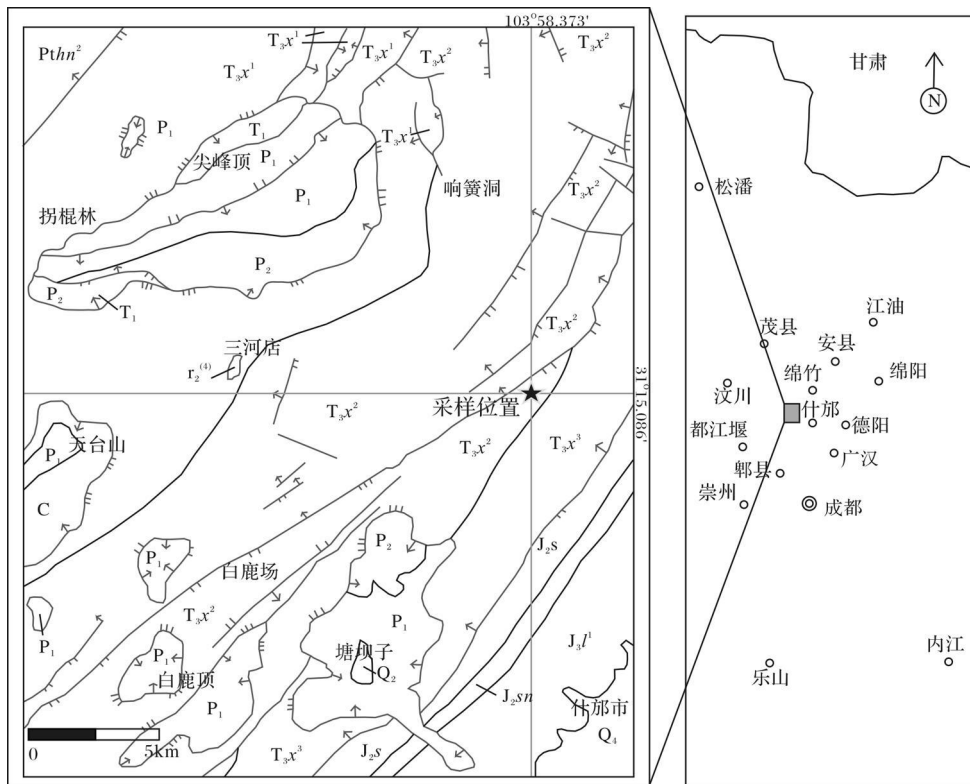 103°58.373'
Pthn²
T₃x¹
T₃x¹
T₃x¹
T₃x²
T₃x²
P₁
T₁
P₁
尖峰顶
T₃x¹
P₁
响簧洞
T₃x²
拐棍林
P₂
P₂
T₁
T₃x²
三河店
r₂⁽⁴⁾
31°15.086'
采样位置
T₃x²
T₃x²
T₃x³
天台山
P₁
C
P₂
P₁
白鹿场
J₂s
T₃x²
P₁
P₁
塘坝子
Q₂
J₃l¹
P₁
白鹿顶
J₂sn
P₁
什邡市
Q₄
0
5km
T₃x³
J₂s
甘肃
N
松潘
江油
茂县
安县
绵竹
绵阳
汶川
什邡
德阳
都江堰
广汉
郫县
崇州
成都
内江
乐山